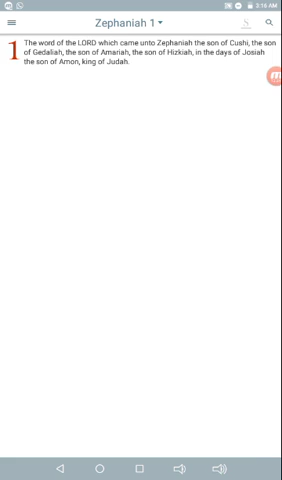 3:16 AM
Zephaniah 1
S
1 The word of the LORD which came unto Zephaniah the son of Cushi, the son
of Gedaliah, the son of Amariah, the son of Hizkiah, in the days of Josiah
the son of Amon, king of Judah.